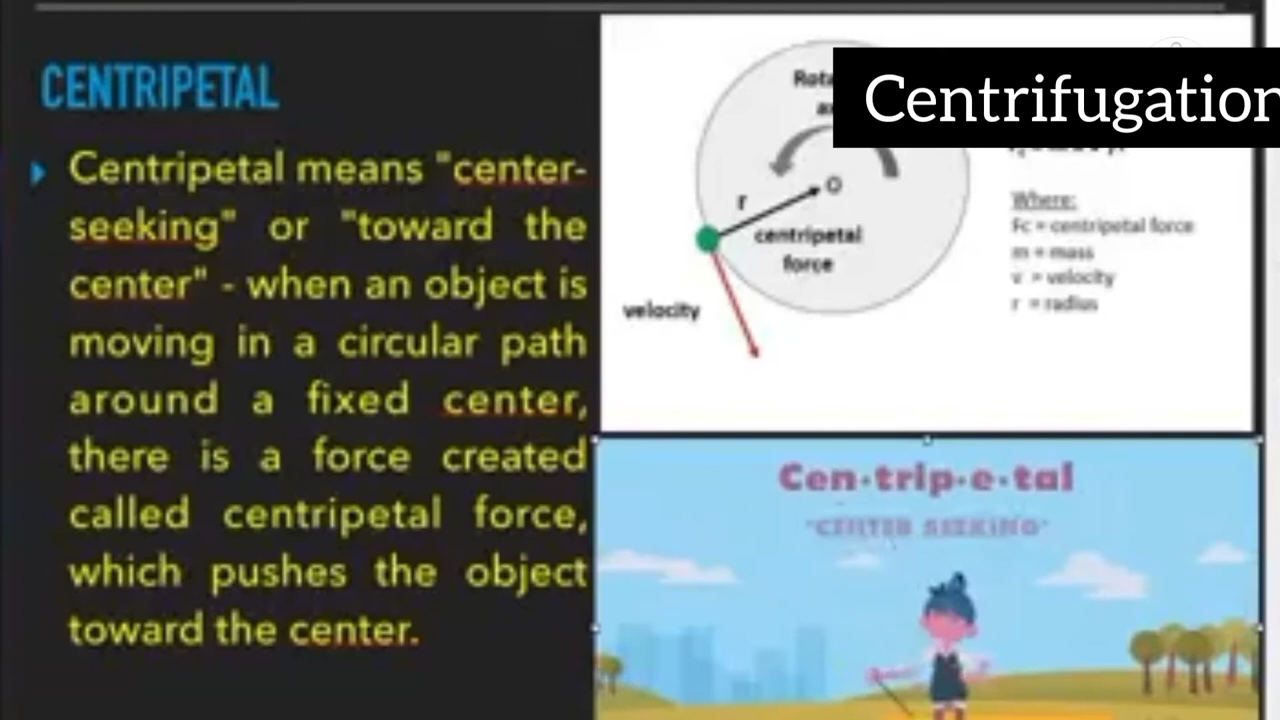 CENTRIPETAL
Centripetal means "center-
seeking" or "toward the
center" - when an object is
moving in a circular path
around a fixed center,
there is a force created
called centripetal force,
which pushes the object
toward the center.
Centrifugation
O
r
centripetal
force
velocity
Where:
Fc = centripetal force
m = mass
v = velocity
r = radius
Cen·trip·e·tal
"CENTER SEEKING"